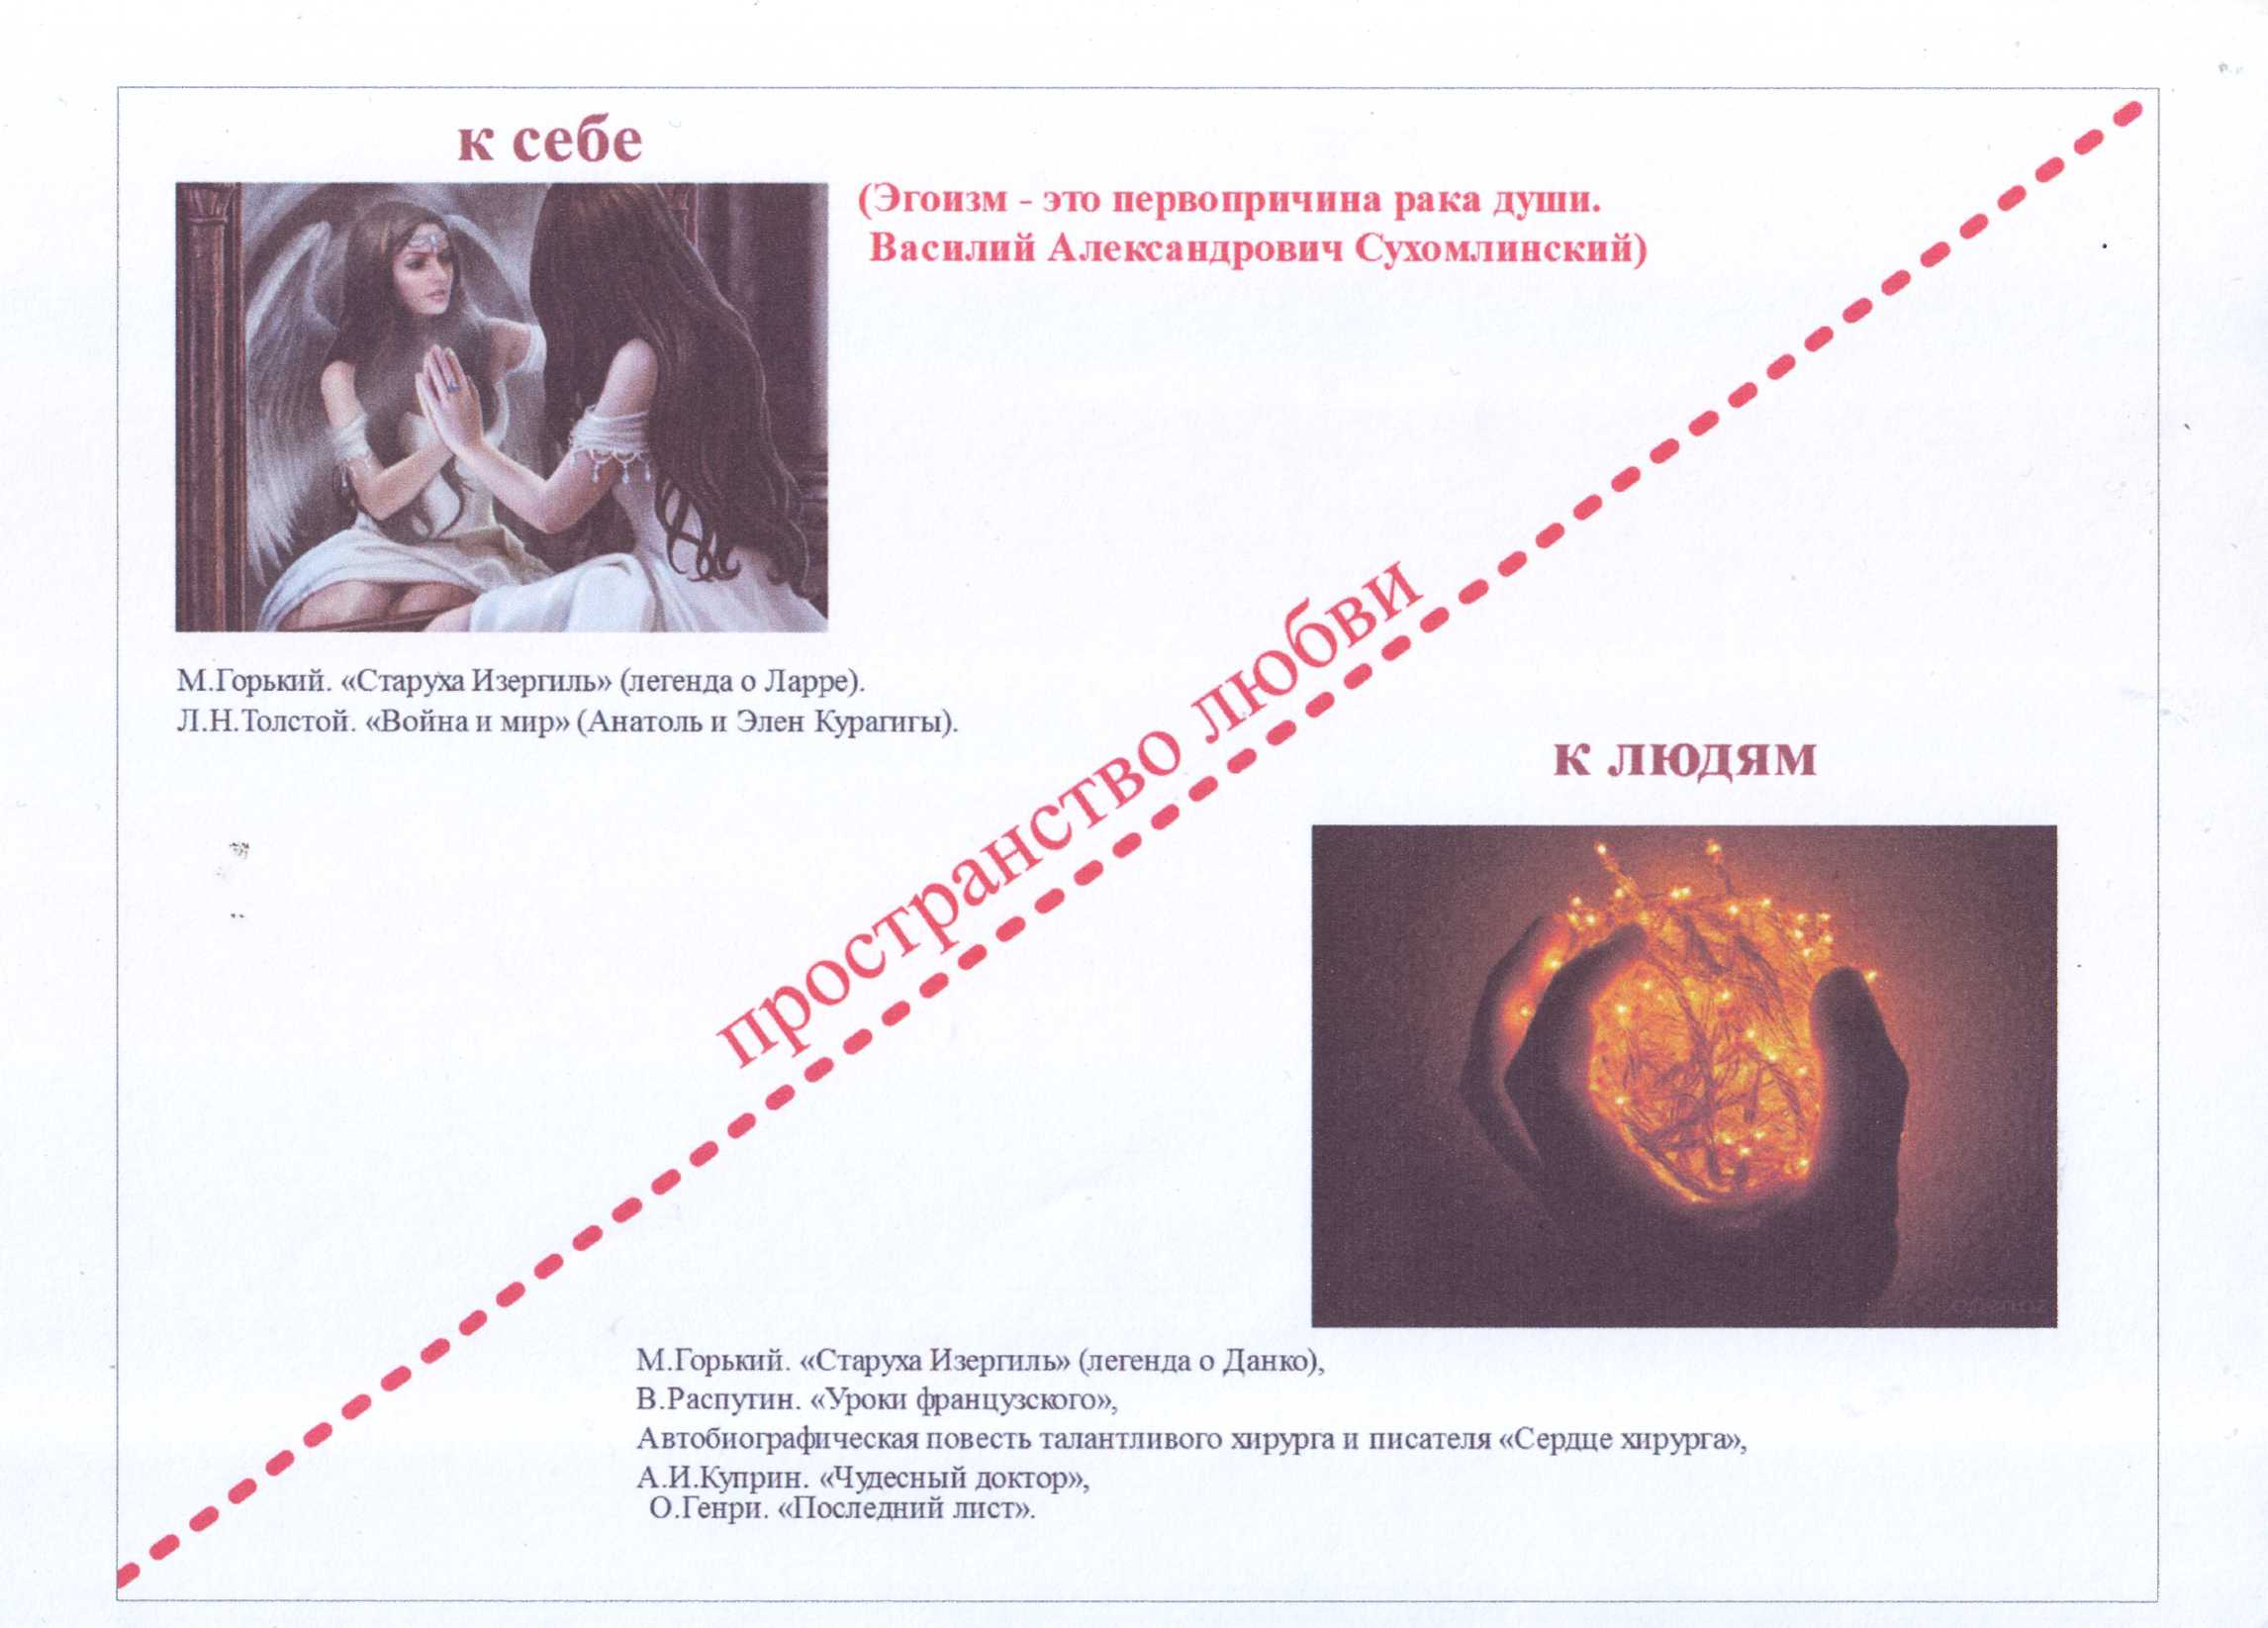 к себе
(Эгоизм - это первопричина рака души.
Василий Александрович Сухомлинский)
М.Горький. «Старуха Изергиль» (легенда о Ларре).
Л.Н.Толстой. «Война и мир» (Анатоль и Элен Курагигы).
пространство любви
к людям
М.Горький. «Старуха Изергиль» (легенда о Данко),
В.Распутин. «Уроки французского»,
Автобиографическая повесть талантливого хирурга и писателя «Сердце хирурга»,
А.И.Куприн. «Чудесный доктор»,
О.Генри. «Последний лист».